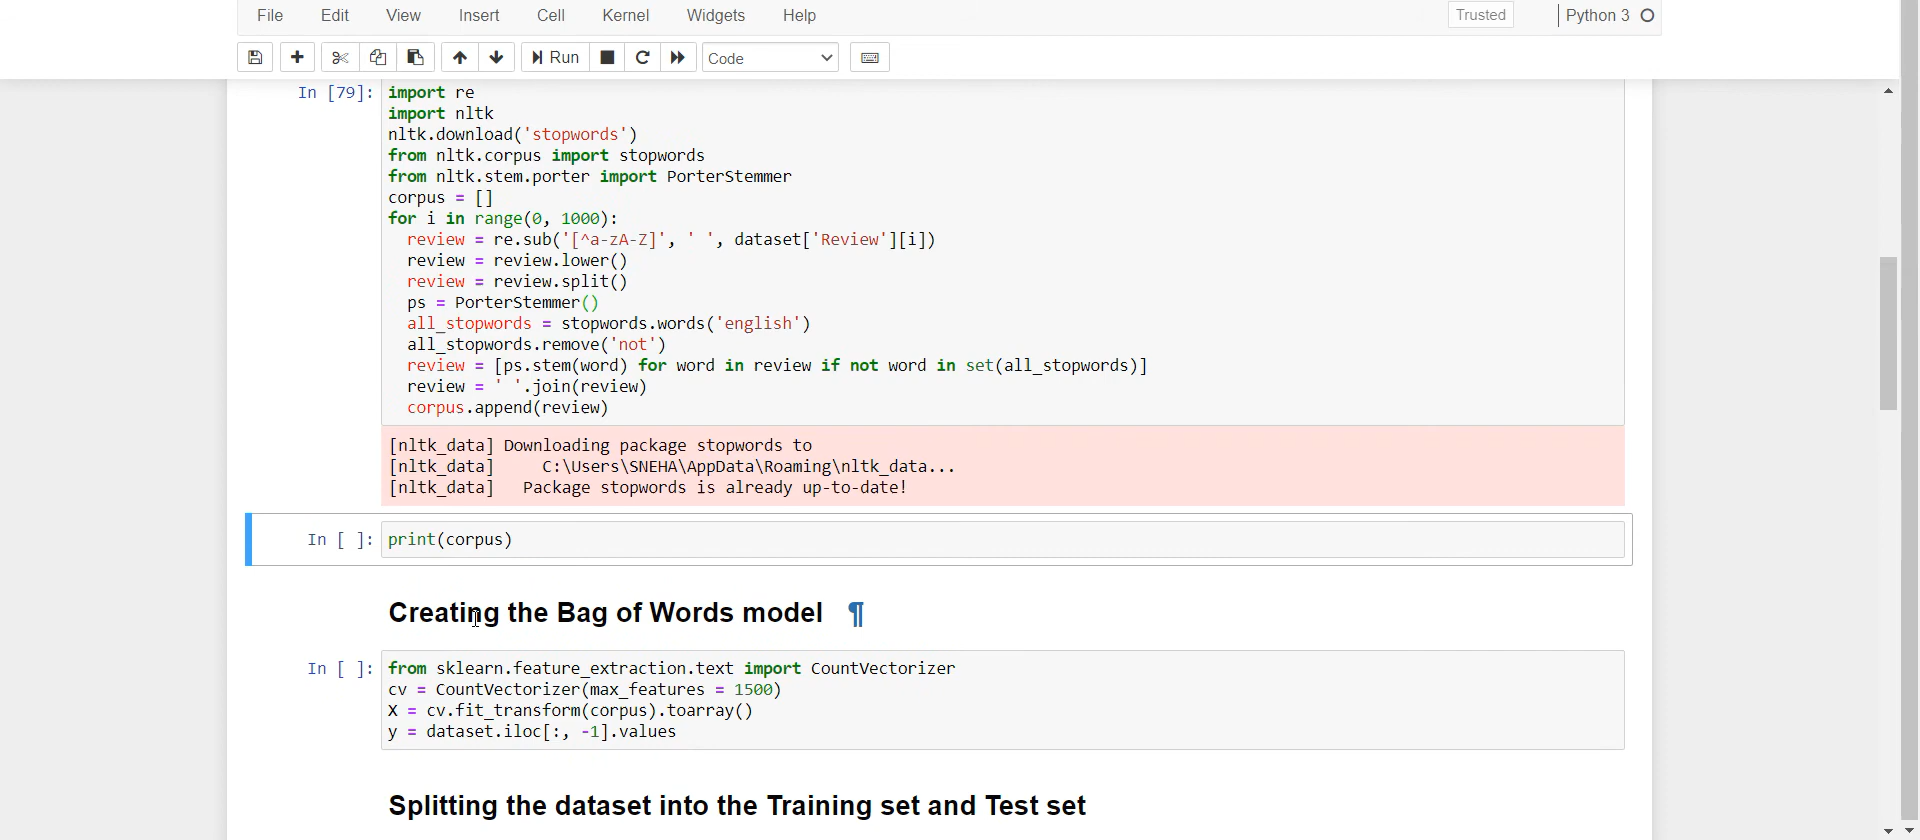 File Edit View Insert Cell Kernel Widgets Help Trusted Python 3
Run Code
In [79]: import re
import nltk
nltk.download('stopwords')
from nltk.corpus import stopwords
from nltk.stem.porter import PorterStemmer
corpus = []
for i in range(0, 1000):
  review = re.sub('[^a-zA-Z]', ' ', dataset['Review'][i])
  review = review.lower()
  review = review.split()
  ps = PorterStemmer()
  all_stopwords = stopwords.words('english')
  all_stopwords.remove('not')
  review = [ps.stem(word) for word in review if not word in set(all_stopwords)]
  review = ' '.join(review)
  corpus.append(review)
[nltk_data] Downloading package stopwords to
[nltk_data]     C:\Users\SNEHA\AppData\Roaming\nltk_data...
[nltk_data]   Package stopwords is already up-to-date!
In [ ]: print(corpus)
Creating the Bag of Words model ¶
In [ ]: from sklearn.feature_extraction.text import CountVectorizer
cv = CountVectorizer(max_features = 1500)
X = cv.fit_transform(corpus).toarray()
y = dataset.iloc[:, -1].values
Splitting the dataset into the Training set and Test set